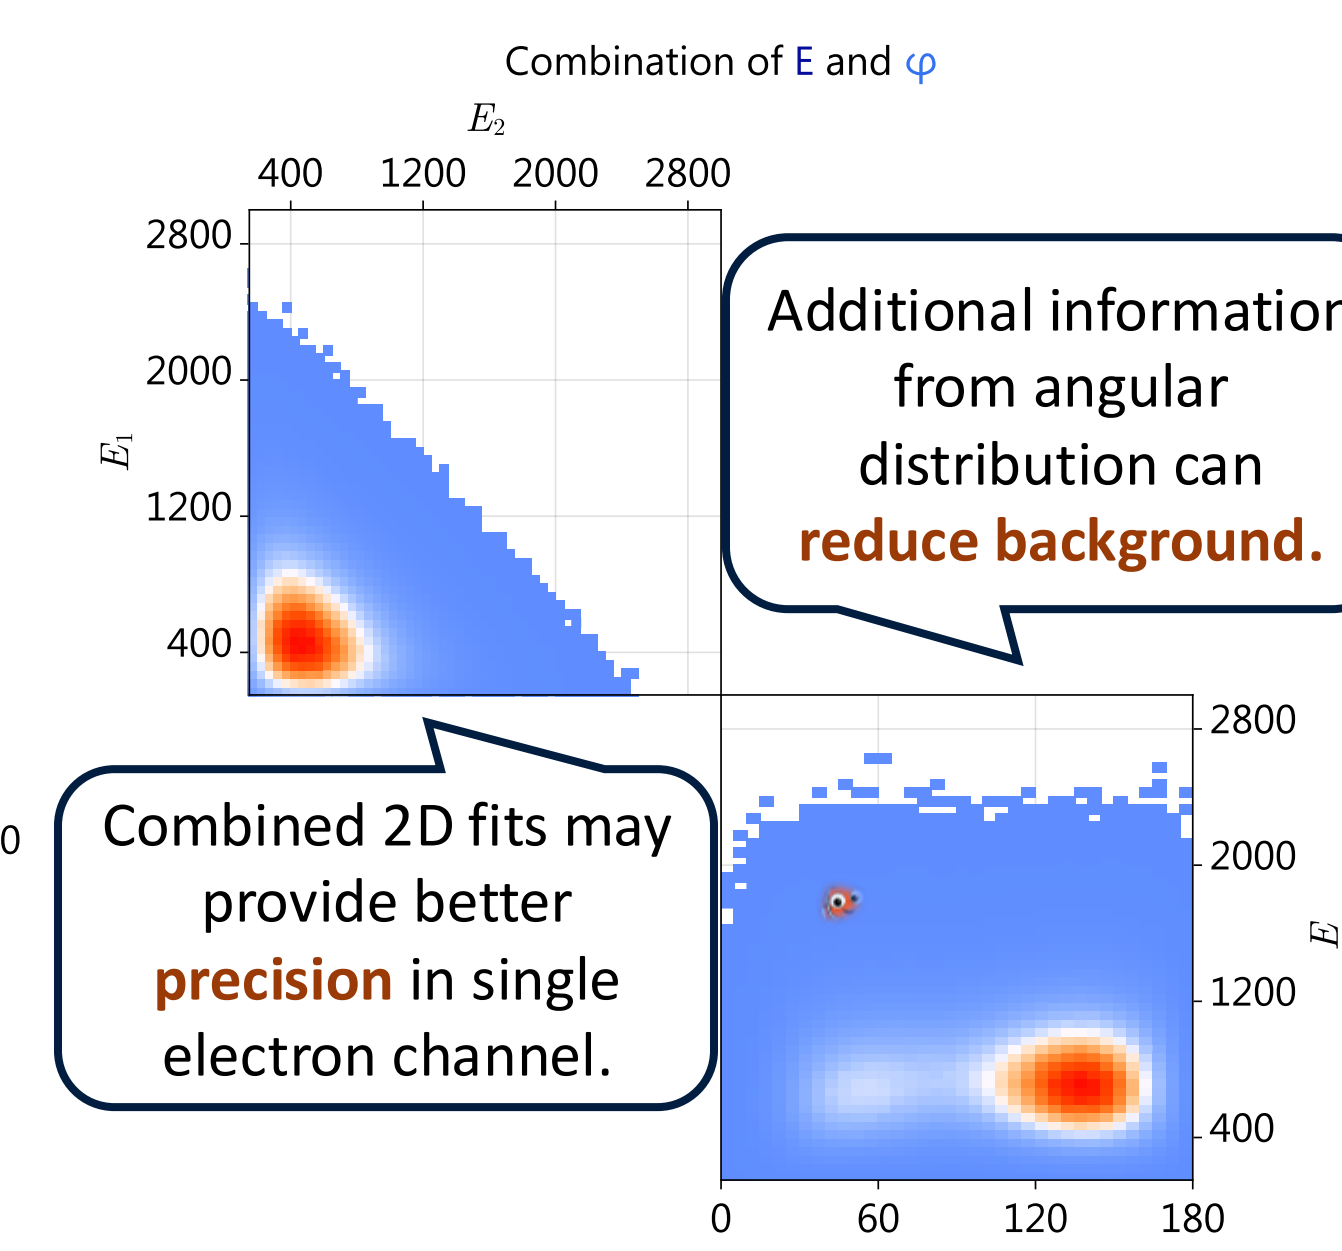 Combination of E and φ
E₂
400 1200 2000 2800
2800
2000
1200
400
E₁
Additional information
from angular
distribution can
reduce background.
Combined 2D fits may
provide better
precision in single
electron channel.
0
2800
2000
1200
400
E
0 60 120 180